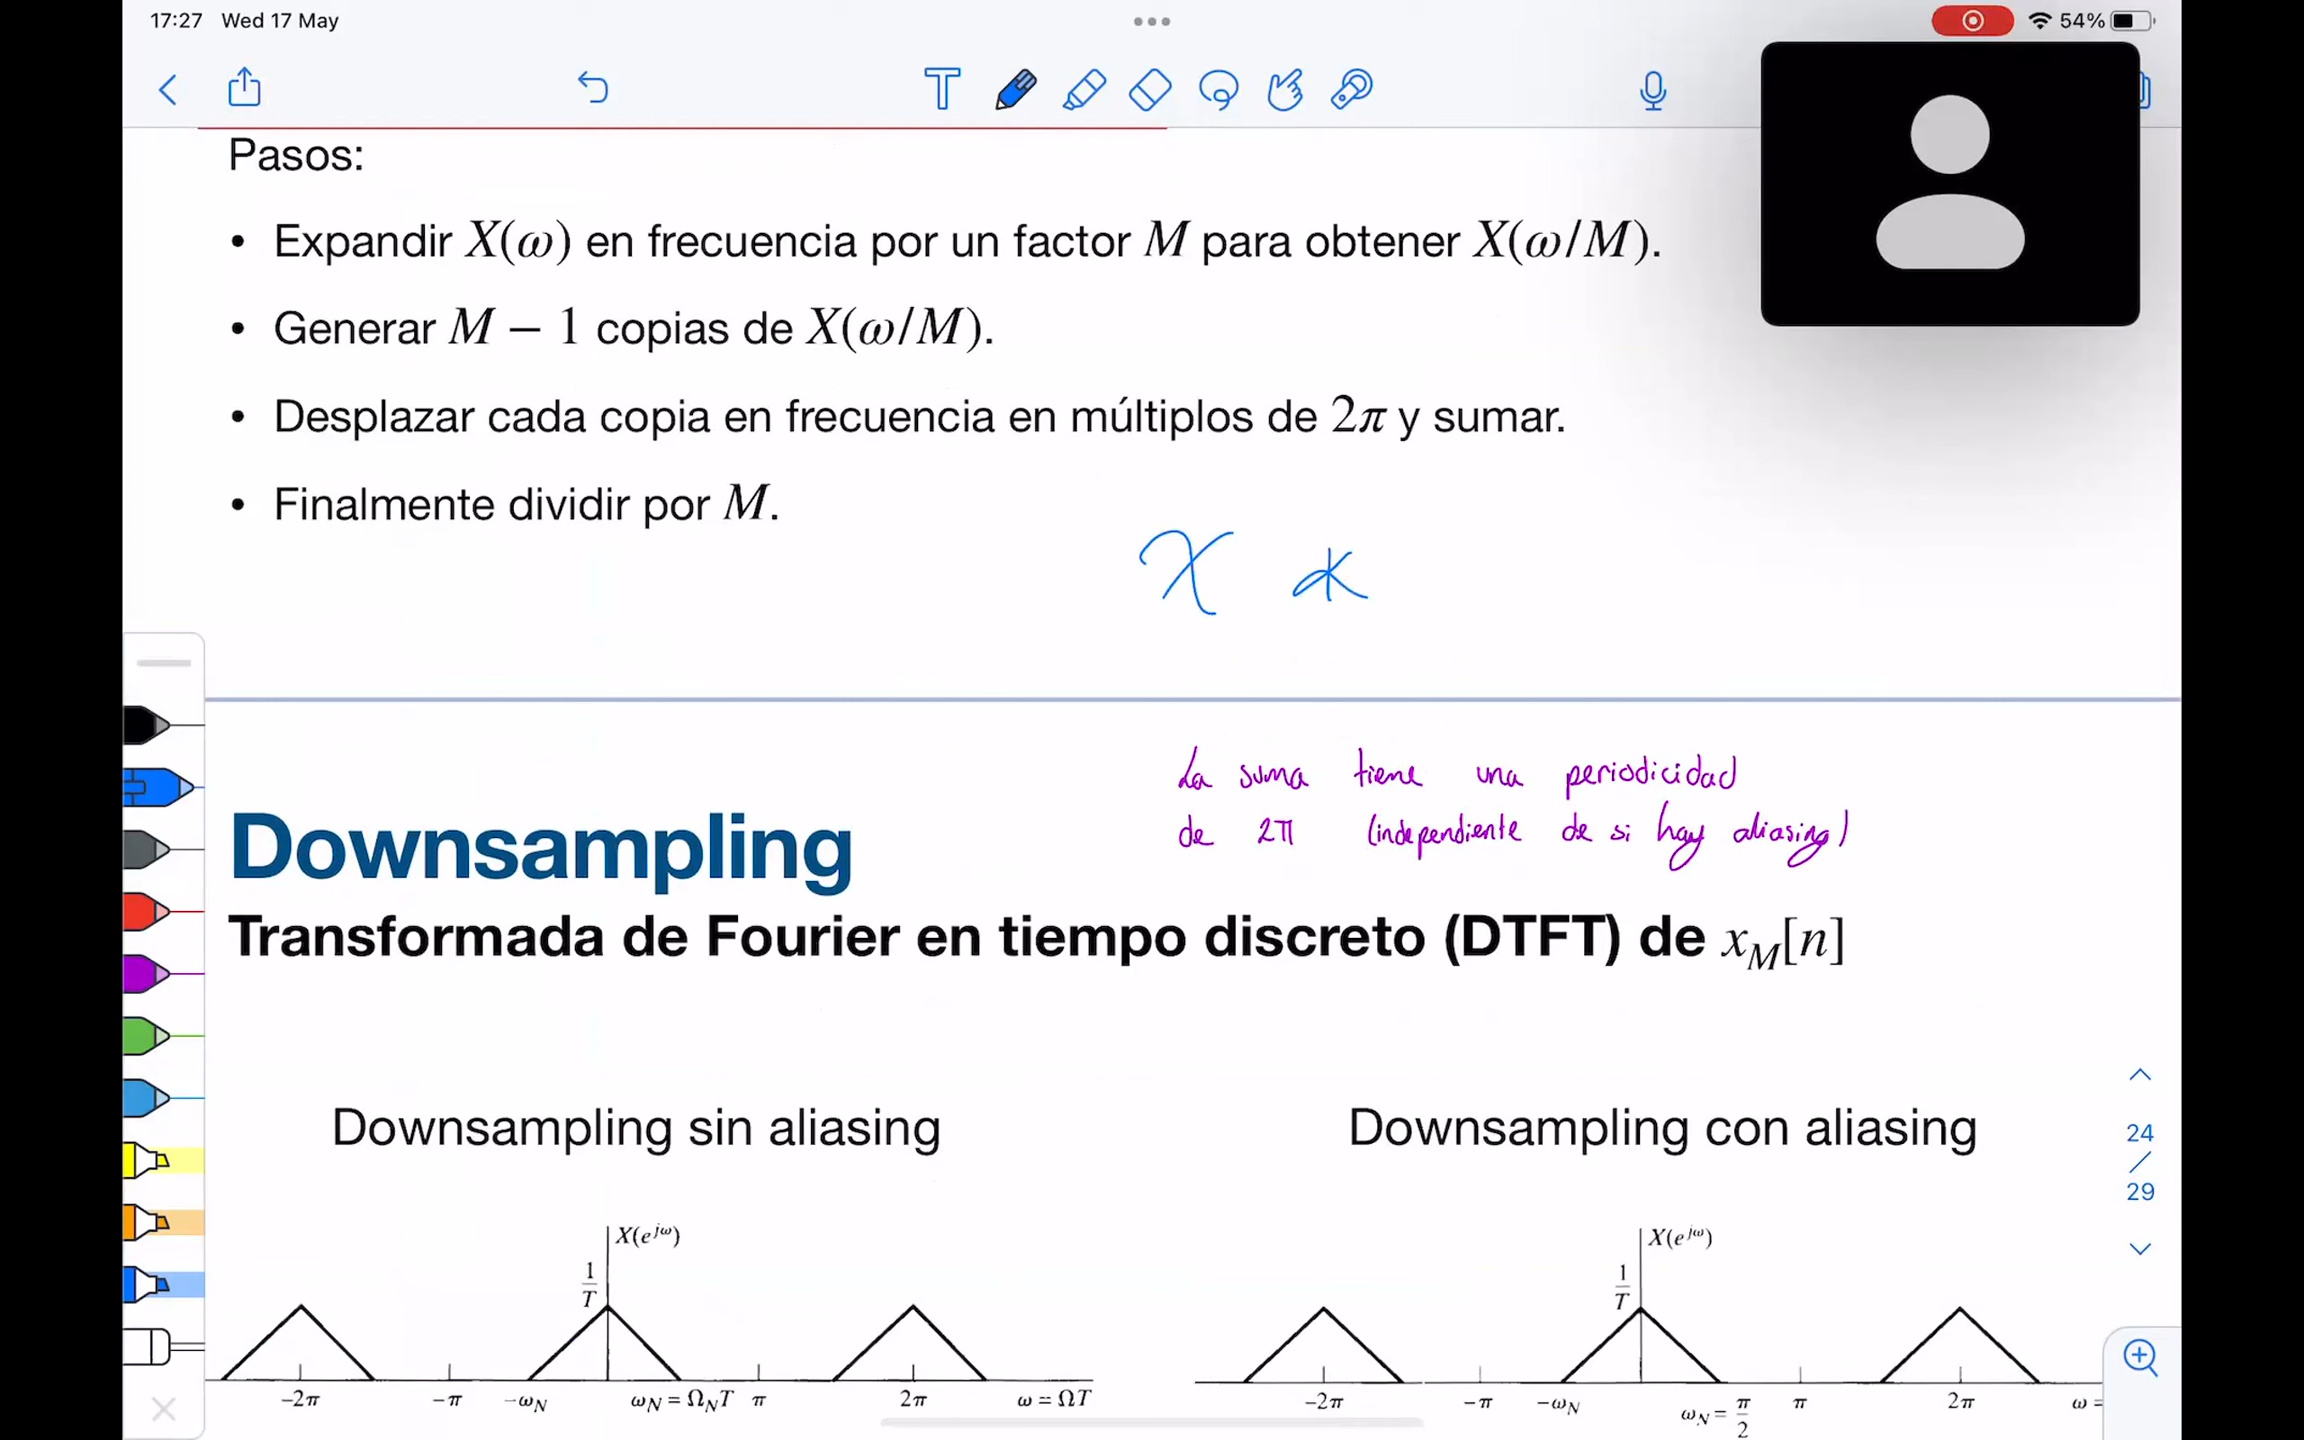 17:27 Wed 17 May
54%
Pasos:
• Expandir X(ω) en frecuencia por un factor M para obtener X(ω/M).
• Generar M − 1 copias de X(ω/M).
• Desplazar cada copia en frecuencia en múltiplos de 2π y sumar.
• Finalmente dividir por M.
X x
La suma tiene una periodicidad
de 2π (independiente de si hay aliasing)
Downsampling
Transformada de Fourier en tiempo discreto (DTFT) de x_M[n]
Downsampling sin aliasing
Downsampling con aliasing
X(e^{jω})
1/T
−2π −π −ω_N ω_N = Ω_N T π 2π ω = ΩT
X(e^{jω})
1/T
−2π −π −ω_N ω_N = π/2 π 2π ω =
24
/
29